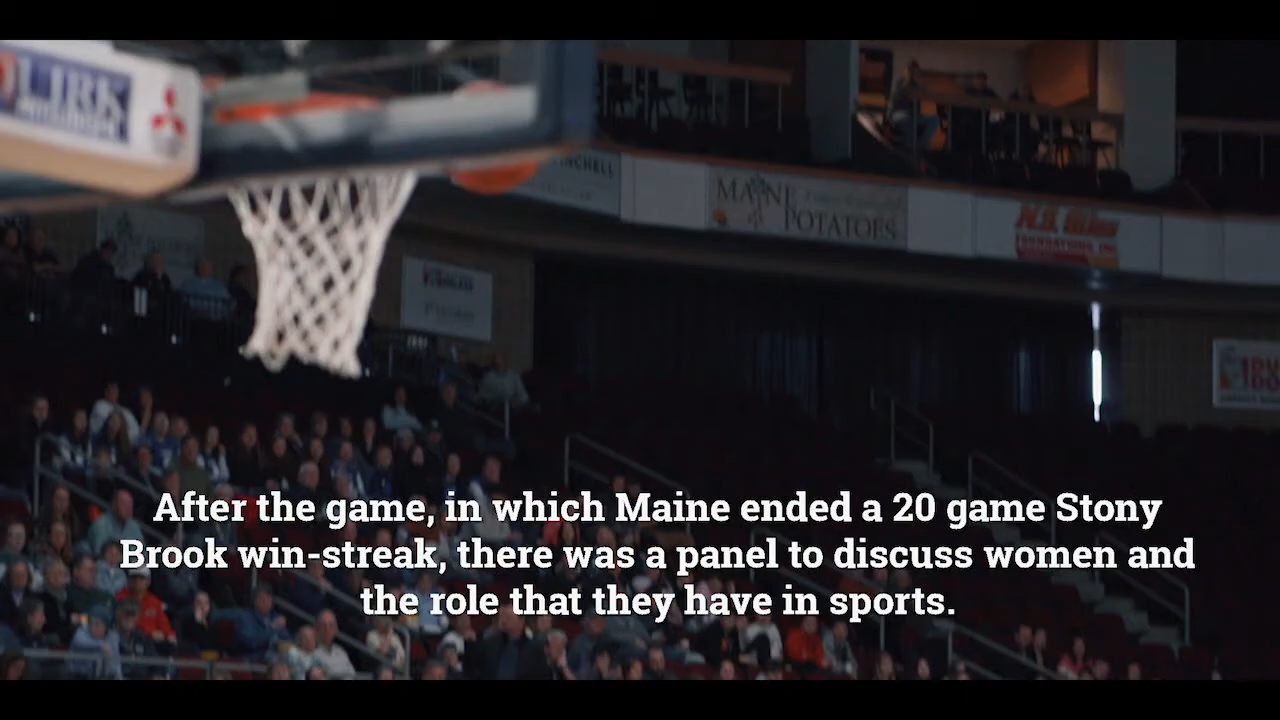 MAINE
POTATOES
After the game, in which Maine ended a 20 game Stony
Brook win-streak, there was a panel to discuss women and
the role that they have in sports.